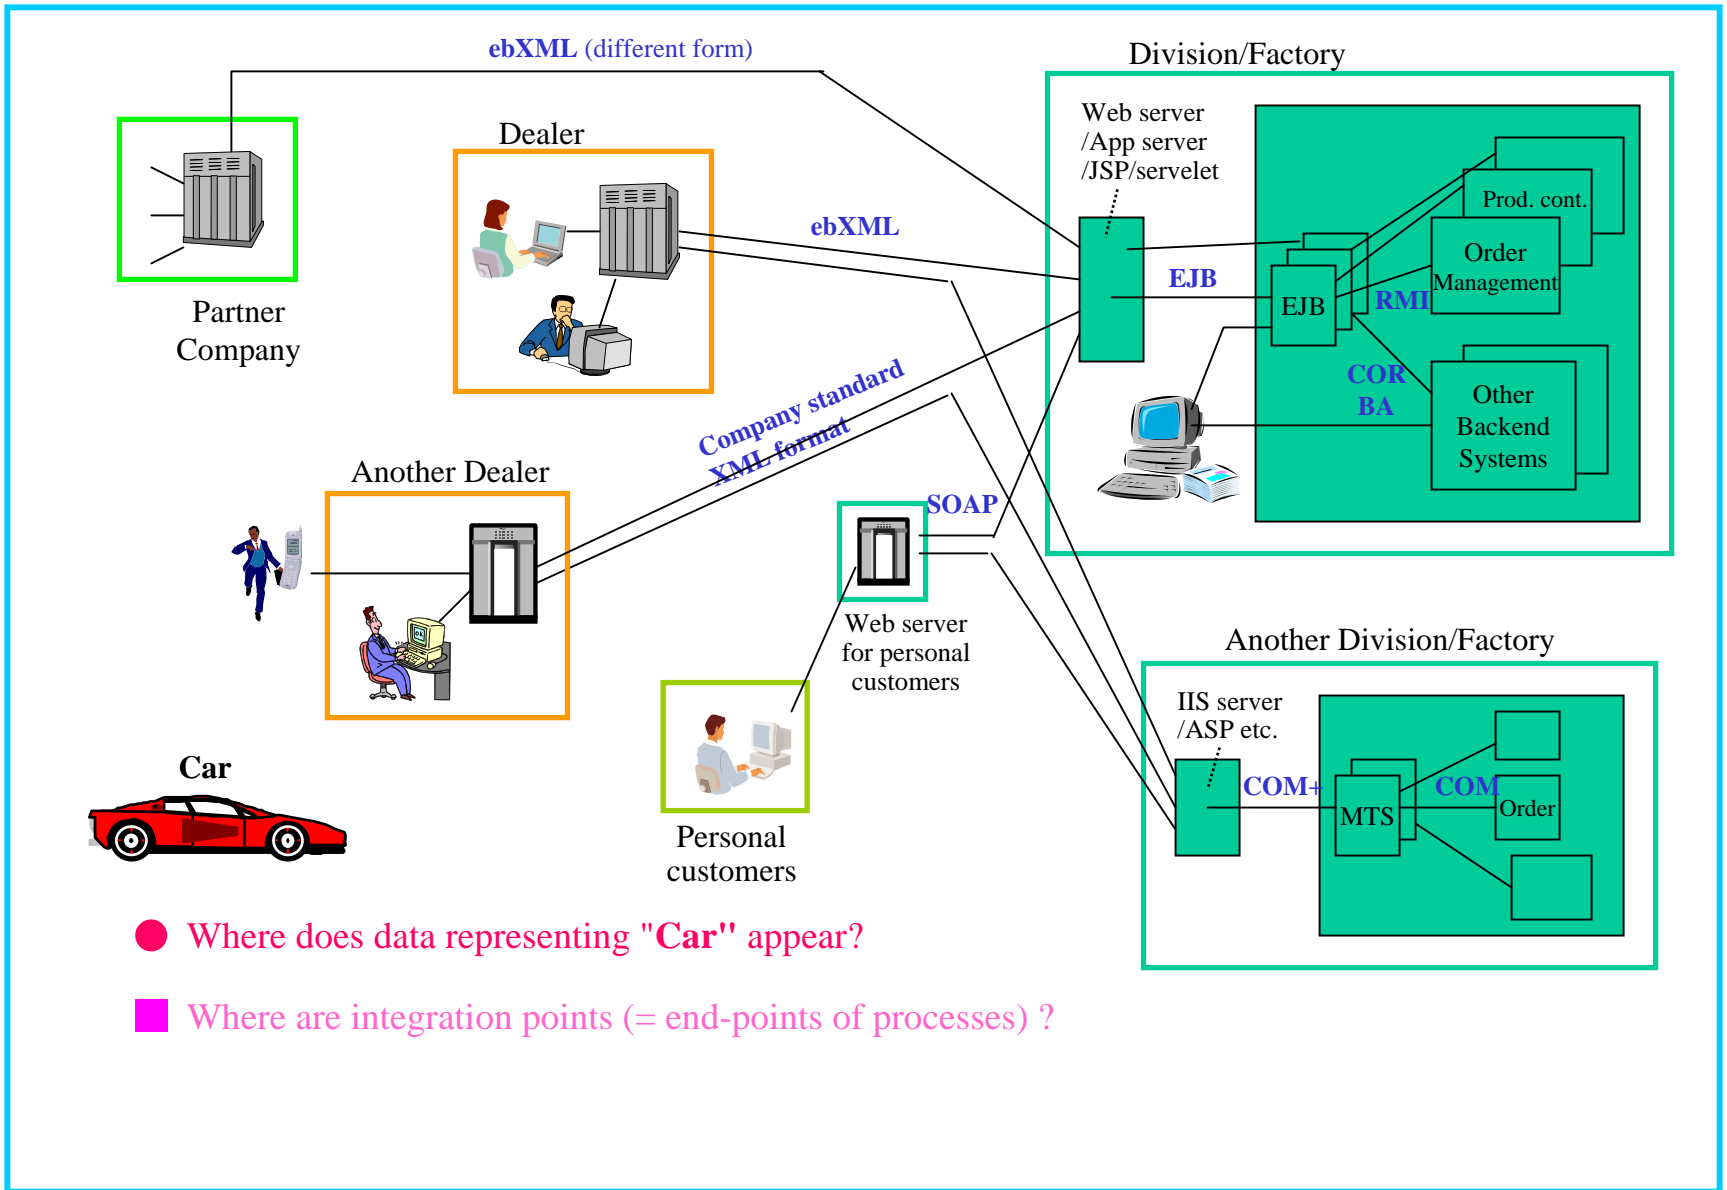 ebXML (different form)
Division/Factory
Dealer
Web server
/App server
/JSP/servelet
Prod. cont.
Order
Management
ebXML
EJB
EJB
RMI
Partner
Company
COR
BA
Other
Backend
Systems
Company standard
XML format
Another Dealer
SOAP
Web server
for personal
customers
Another Division/Factory
IIS server
/ASP etc.
COM+
MTS
COM
Order
Car
Personal
customers
Where does data representing "Car" appear?
Where are integration points (= end-points of processes) ?